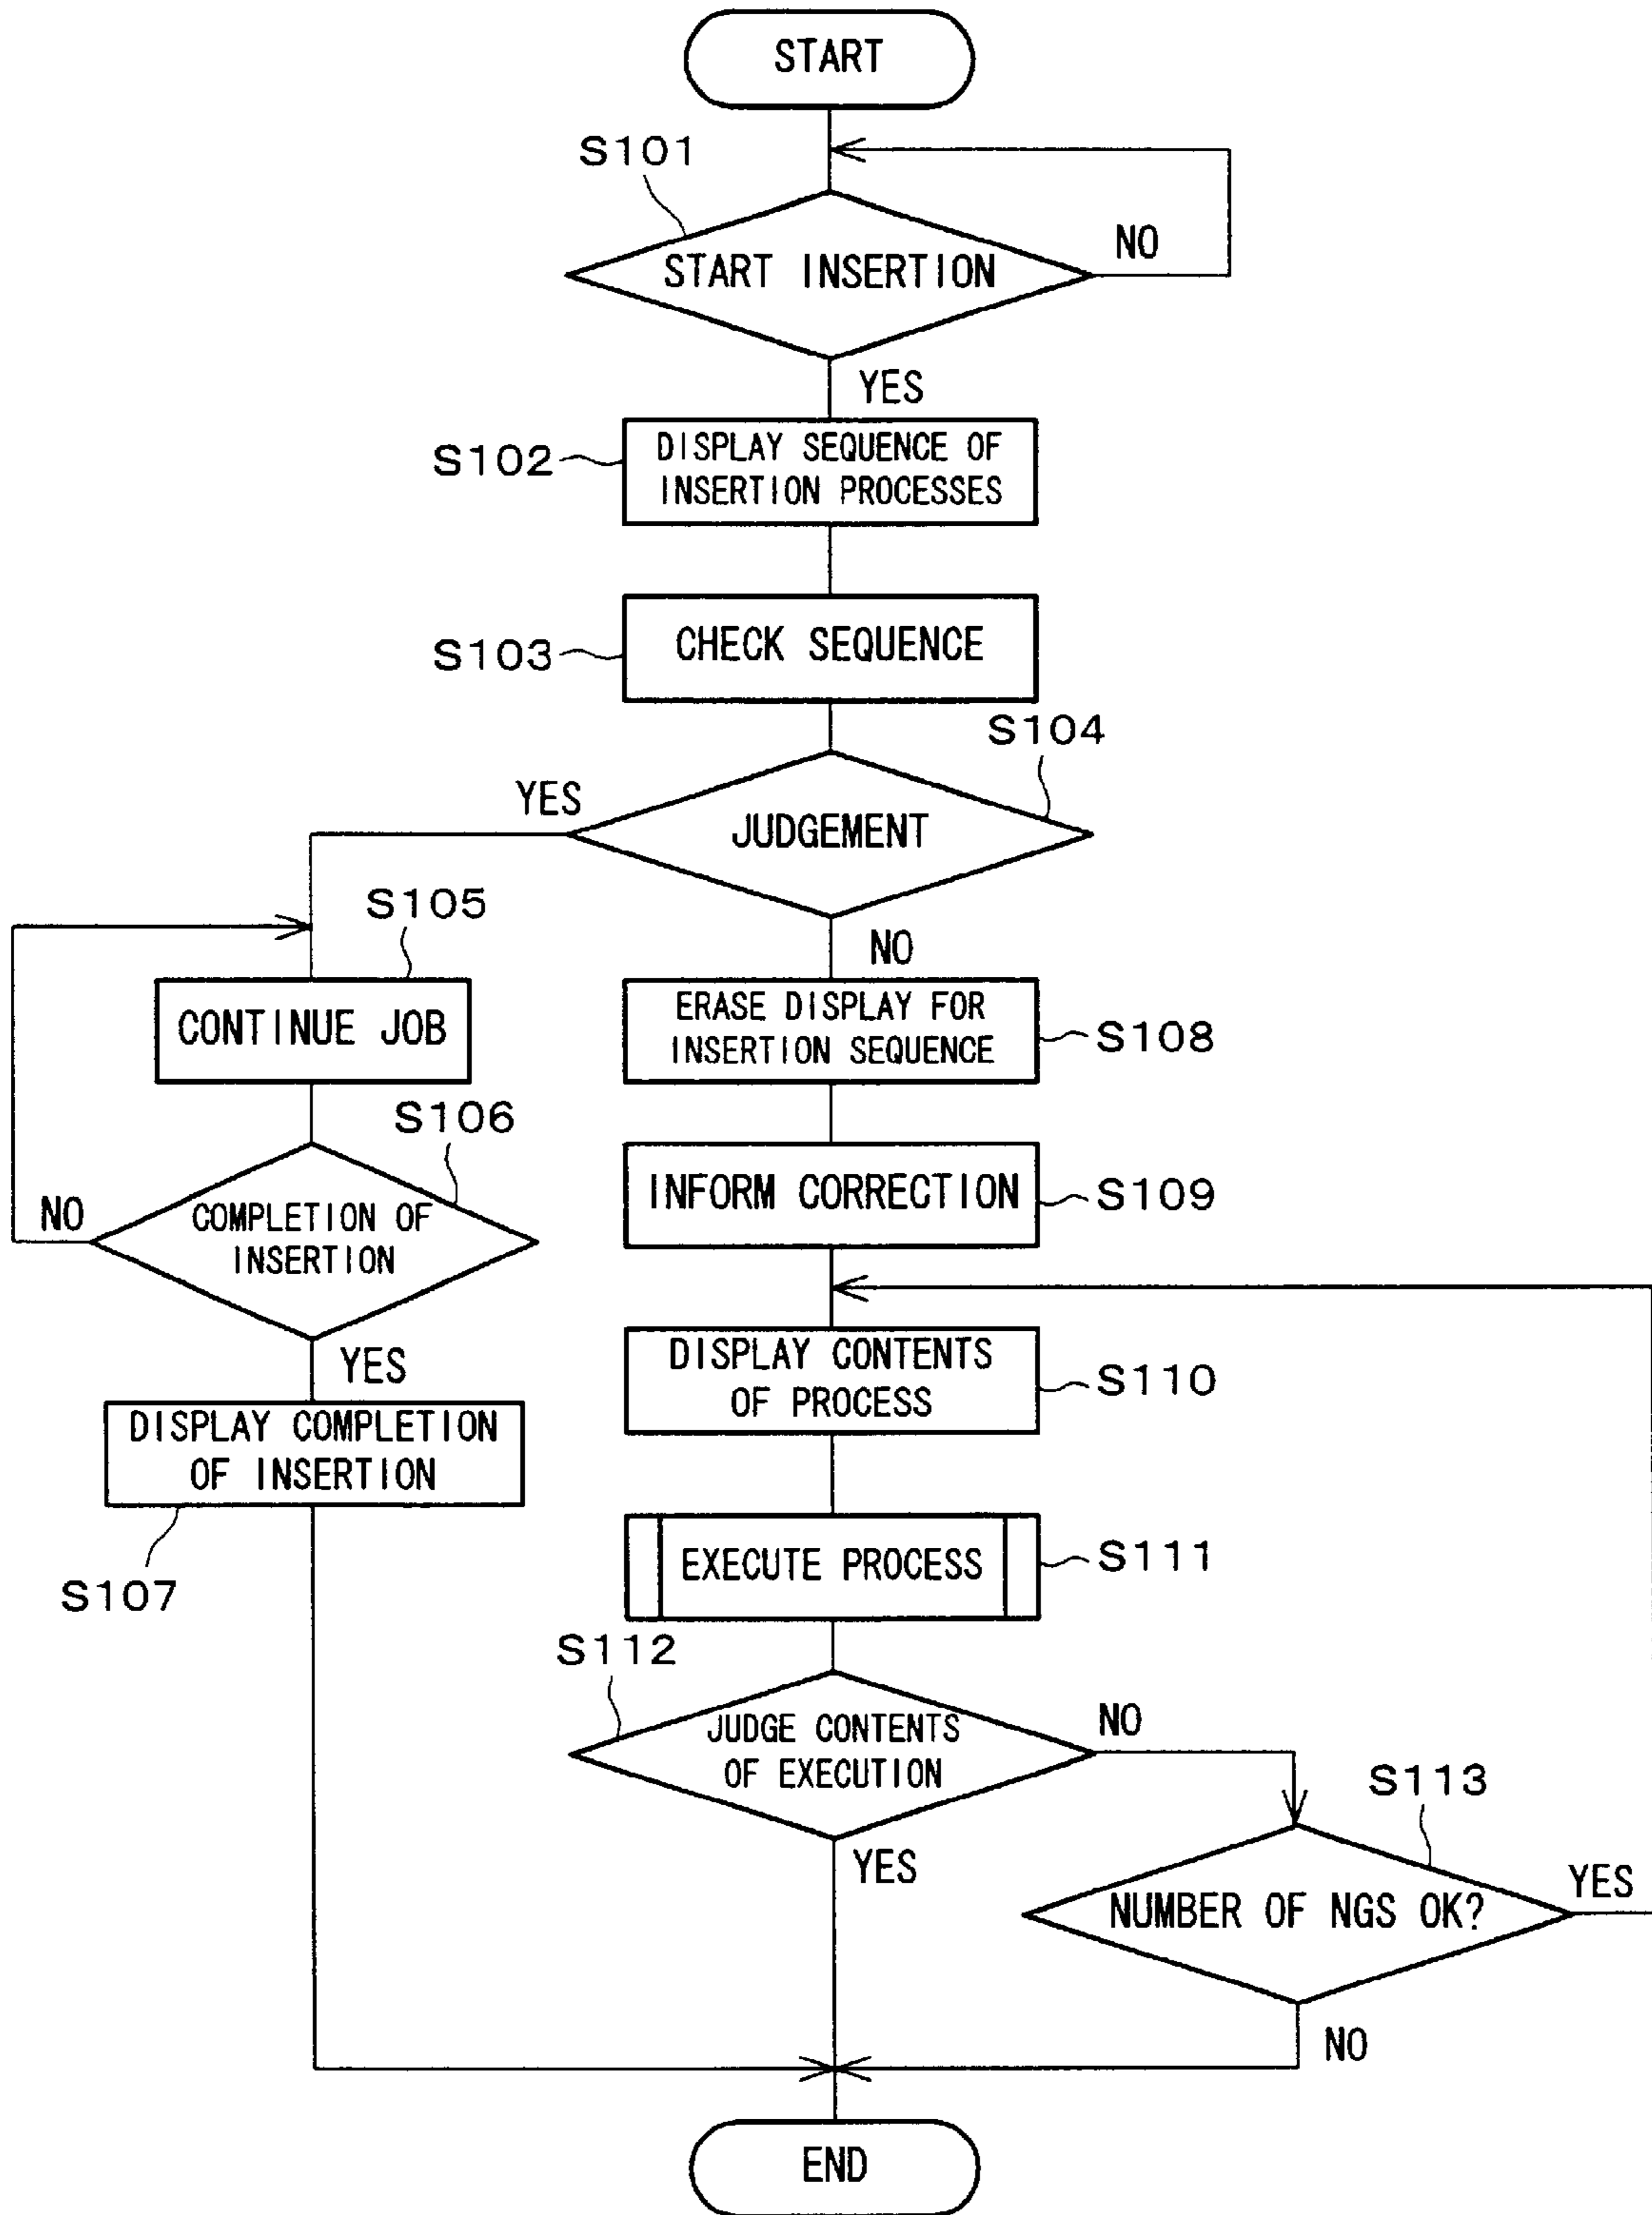 START
S101
START INSERTION
NO
YES
S102
DISPLAY SEQUENCE OF
INSERTION PROCESSES
S103
CHECK SEQUENCE
S104
YES
JUDGEMENT
NO
S105
CONTINUE JOB
S106
NO
COMPLETION OF
INSERTION
YES
DISPLAY COMPLETION
OF INSERTION
S107
ERASE DISPLAY FOR
INSERTION SEQUENCE
S108
INFORM CORRECTION
S109
DISPLAY CONTENTS
OF PROCESS
S110
EXECUTE PROCESS
S111
S112
JUDGE CONTENTS
OF EXECUTION
NO
YES
S113
NUMBER OF NGS OK?
YES
NO
END